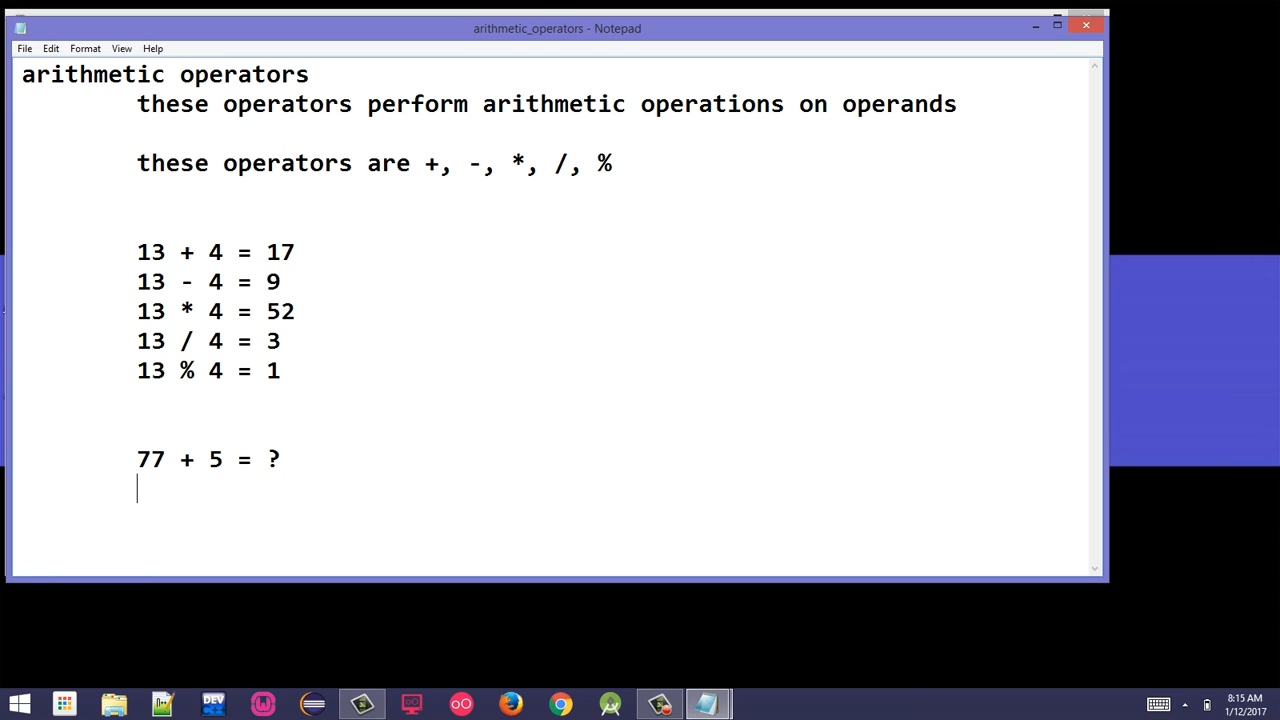 arithmetic_operators - Notepad
File Edit Format View Help
arithmetic operators
these operators perform arithmetic operations on operands
these operators are +, -, *, /, %
13 + 4 = 17
13 - 4 = 9
13 * 4 = 52
13 / 4 = 3
13 % 4 = 1
77 + 5 = ?
DEV
8:15 AM
1/12/2017